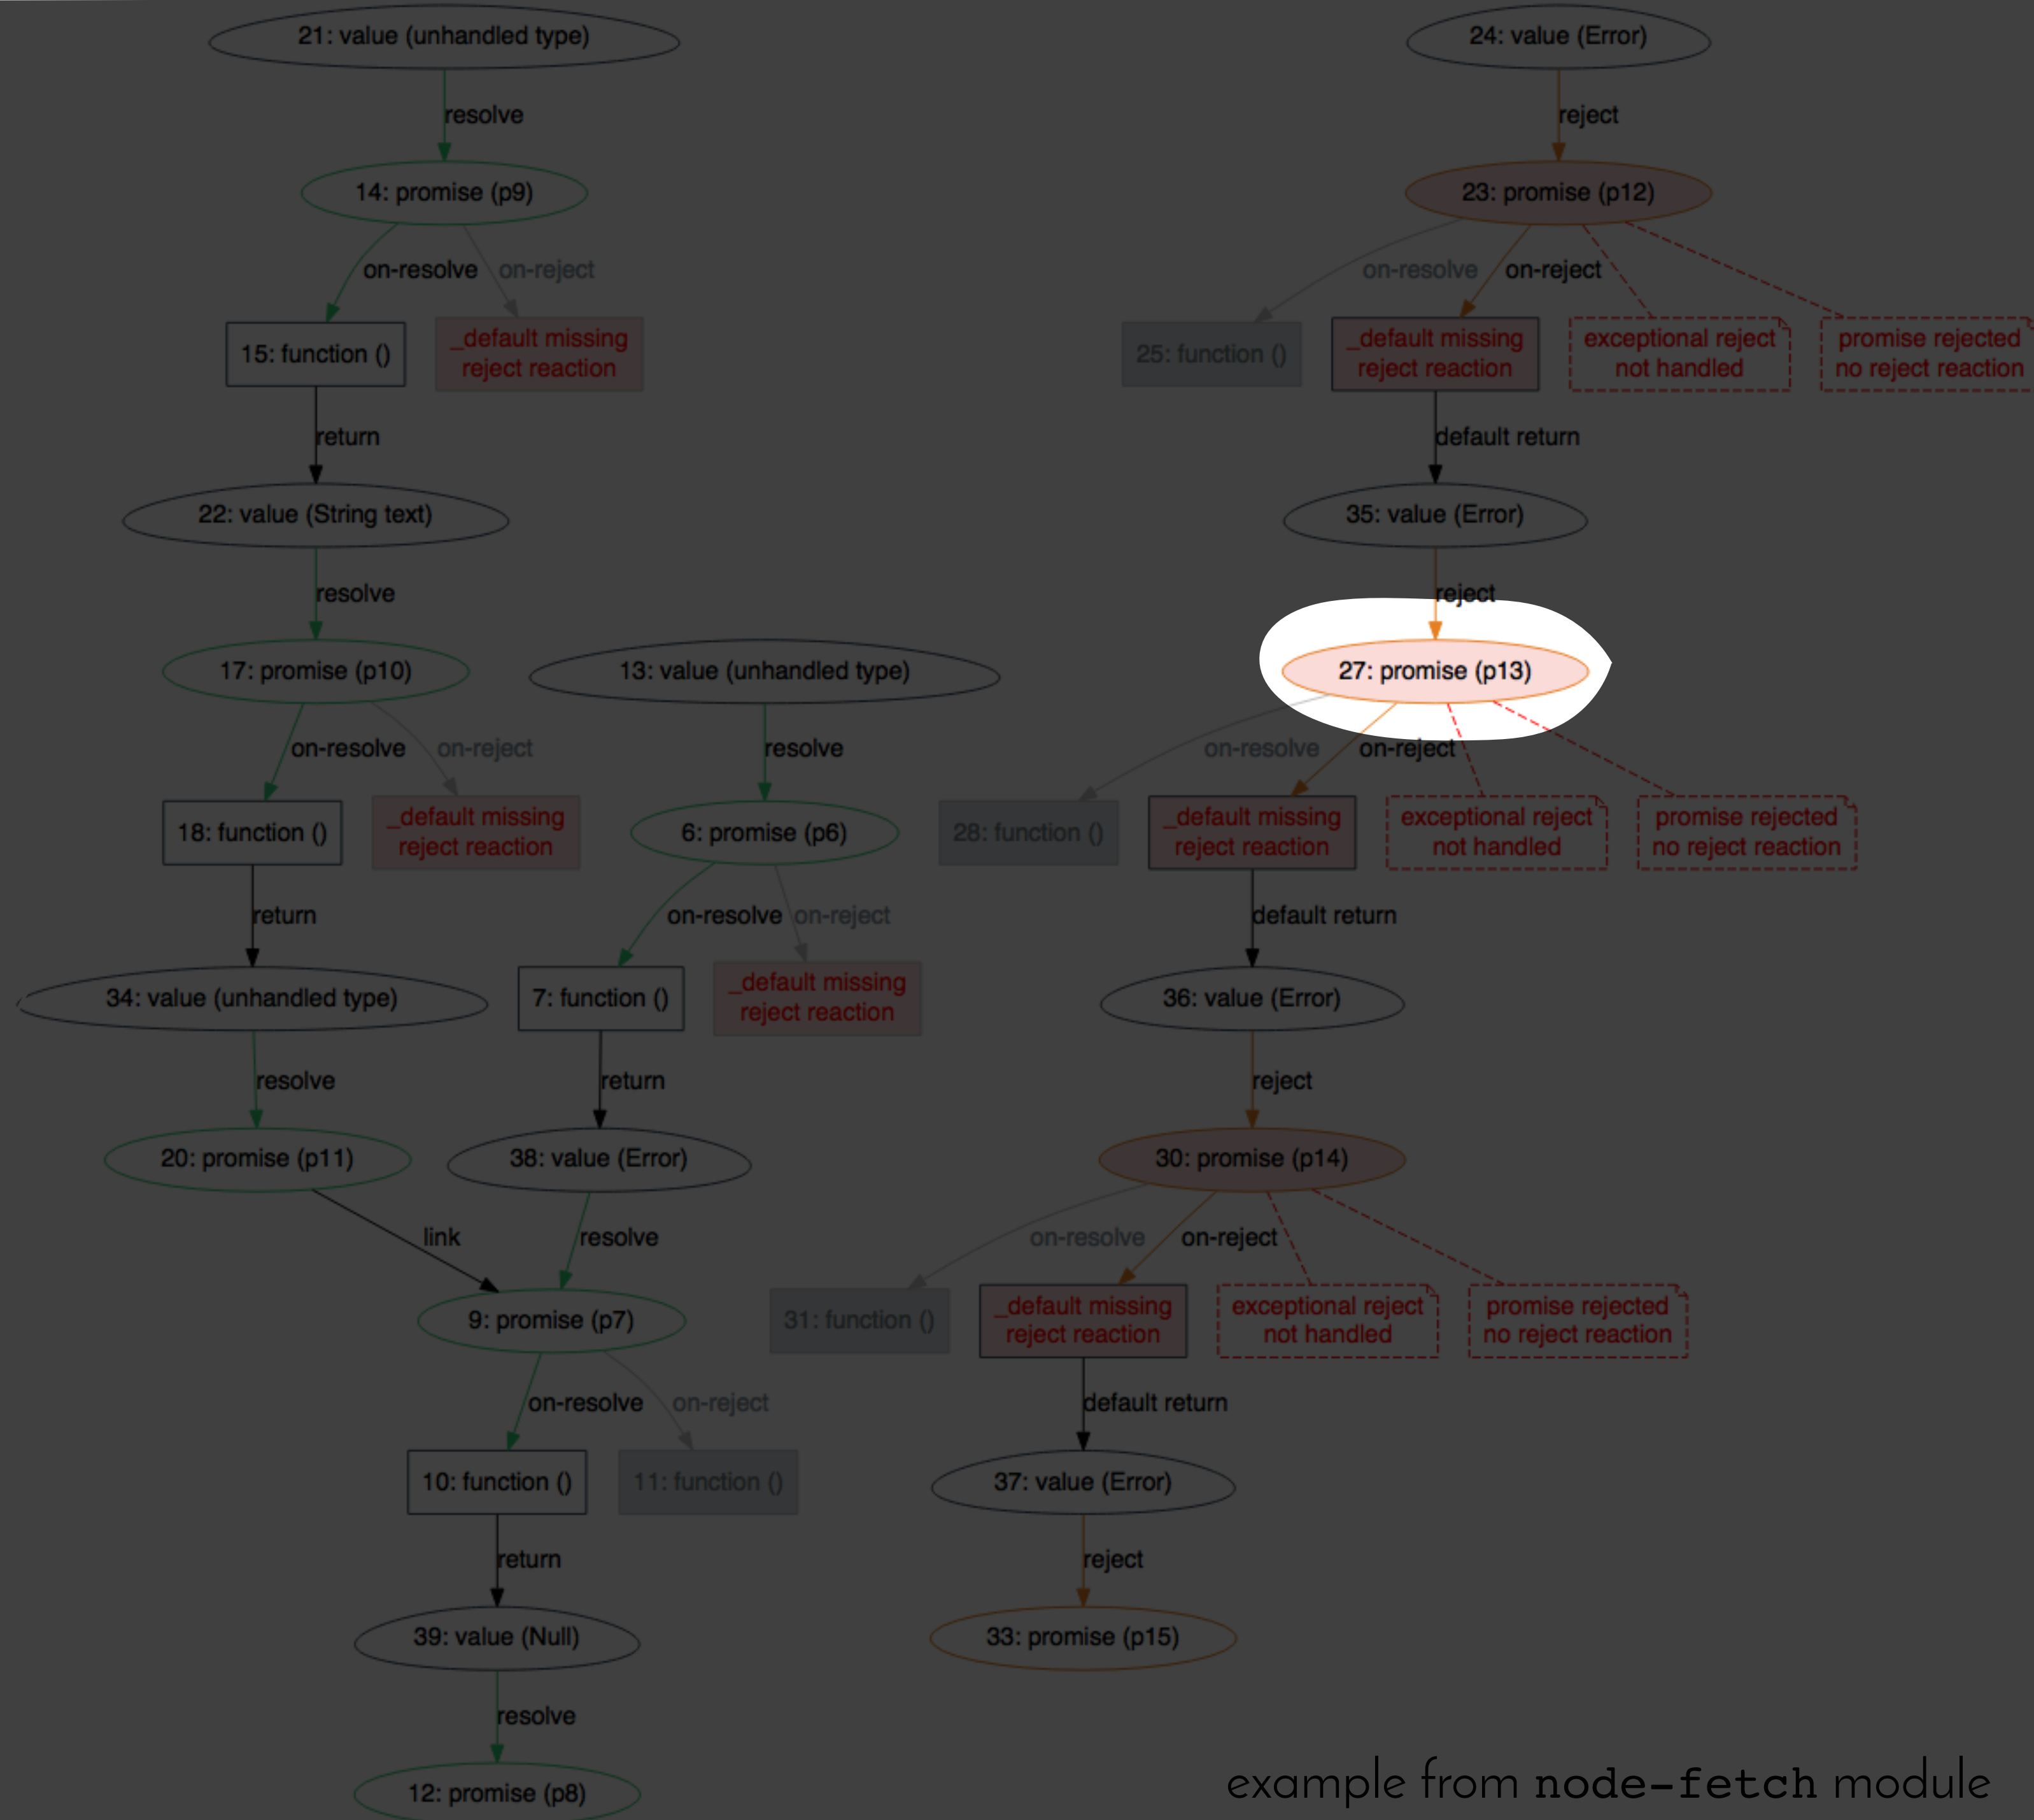 21: value (unhandled type)
24: value (Error)
resolve
reject
14: promise (p9)
23: promise (p12)
on-resolve
on-reject
on-resolve
on-reject
15: function ()
_default missing
reject reaction
25: function ()
_default missing
reject reaction
exceptional reject
not handled
promise rejected
no reject reaction
return
default return
22: value (String text)
35: value (Error)
resolve
reject
17: promise (p10)
13: value (unhandled type)
27: promise (p13)
on-resolve
on-reject
resolve
on-resolve
on-reject
18: function ()
_default missing
reject reaction
6: promise (p6)
28: function ()
_default missing
reject reaction
exceptional reject
not handled
promise rejected
no reject reaction
return
on-resolve
on-reject
default return
34: value (unhandled type)
7: function ()
_default missing
reject reaction
36: value (Error)
resolve
return
reject
20: promise (p11)
38: value (Error)
30: promise (p14)
link
resolve
on-resolve
on-reject
9: promise (p7)
31: function ()
_default missing
reject reaction
exceptional reject
not handled
promise rejected
no reject reaction
on-resolve
on-reject
default return
10: function ()
11: function ()
37: value (Error)
return
reject
39: value (Null)
33: promise (p15)
resolve
12: promise (p8)
example from node-fetch module